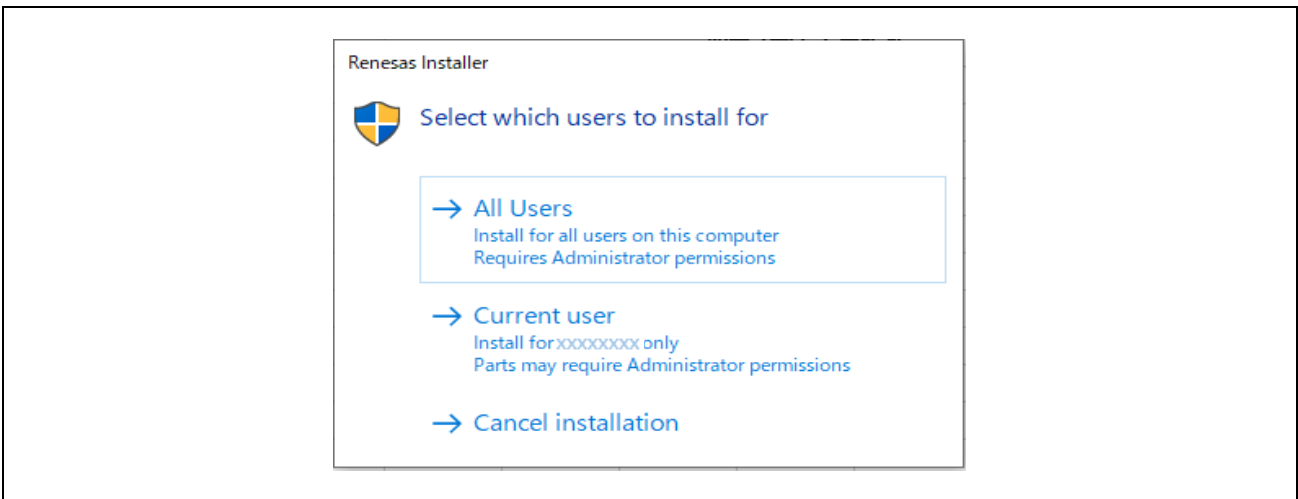 Renesas Installer
Select which users to install for
All Users
Install for all users on this computer
Requires Administrator permissions
Current user
Install for xxxxxxxx only
Parts may require Administrator permissions
Cancel installation